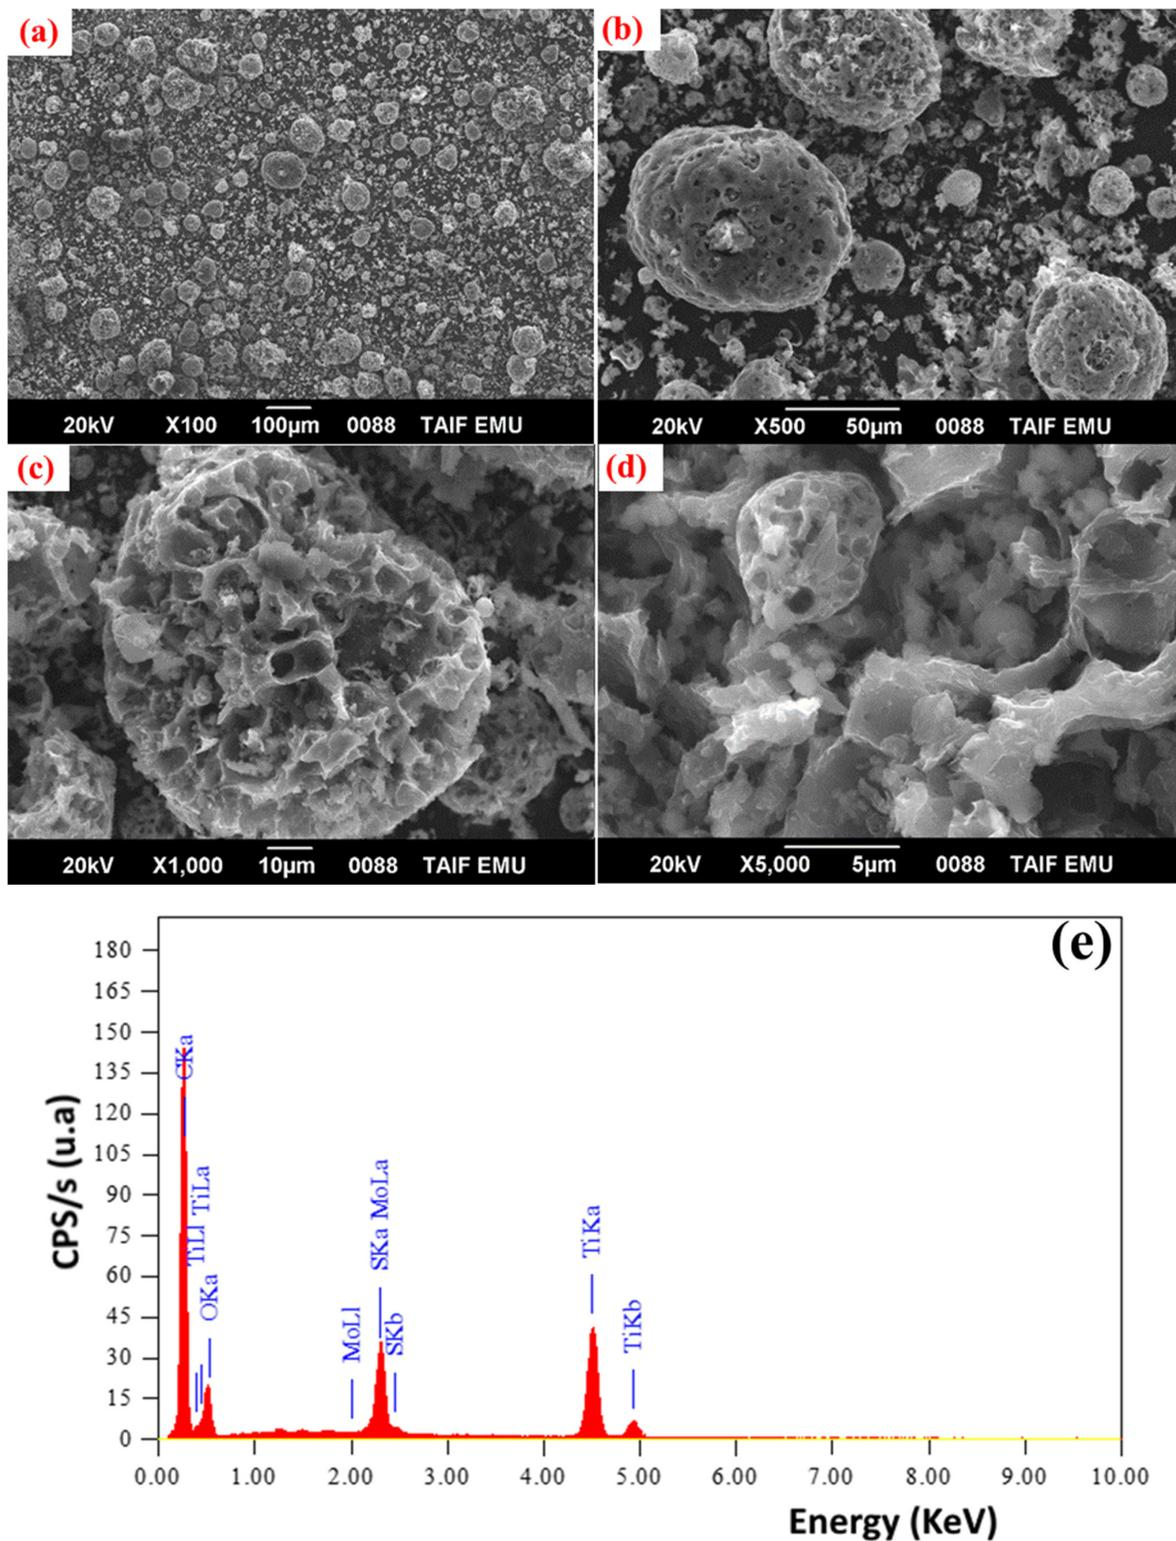 (a)
20kV X100 100µm 0088 TAIF EMU
(b)
20kV X500 50µm 0088 TAIF EMU
(c)
20kV X1,000 10µm 0088 TAIF EMU
(d)
20kV X5,000 5µm 0088 TAIF EMU
(e)
CPS/s (u.a)
180
165
150
135
120
105
90
75
60
45
30
15
0
CKa
TiLl
TiLa
OKa
MoLl
SKa MoLa
SKb
TiKa
TiKb
0.00 1.00 2.00 3.00 4.00 5.00 6.00 7.00 8.00 9.00 10.00
Energy (KeV)